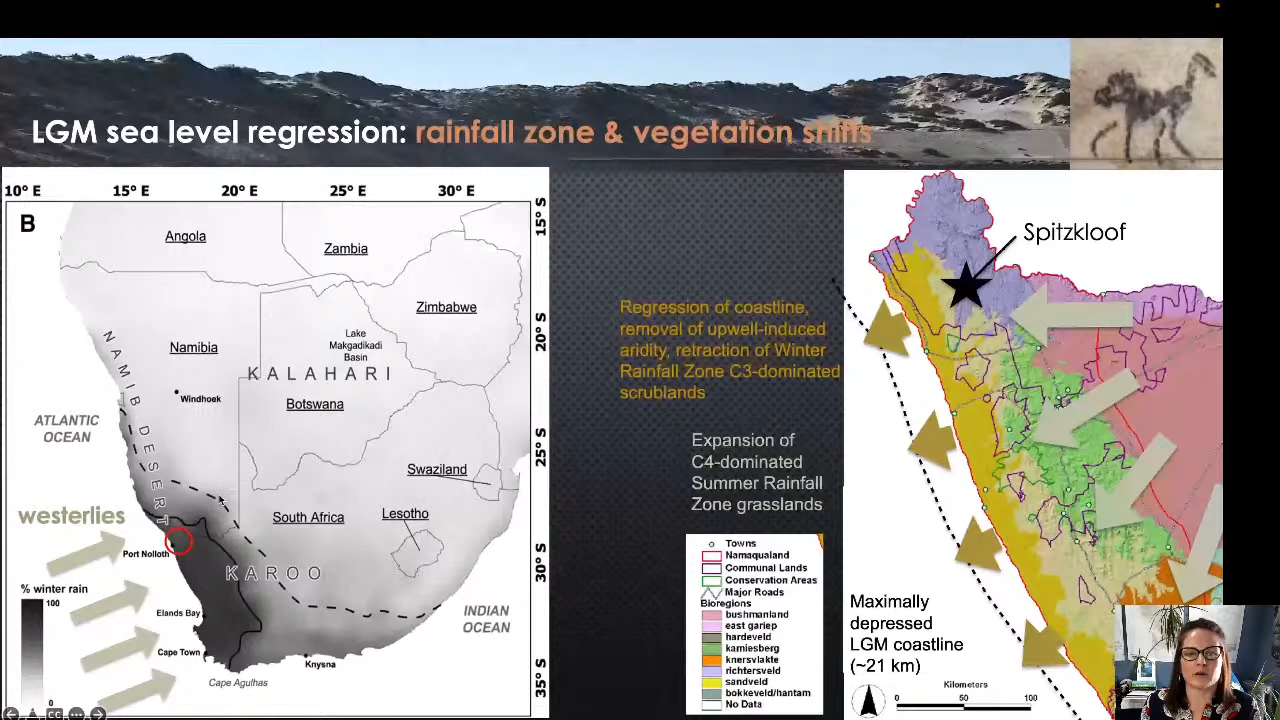 LGM sea level regression: rainfall zone & vegetation shifts
10° E 15° E 20° E 25° E 30° E
B
15° S
20° S
25° S
30° S
35° S
Angola
Zambia
Zimbabwe
Namibia
Lake
Makgadikadi
Basin
KALAHARI
Windhoek
Botswana
NAMIB DESERT
ATLANTIC
OCEAN
Swaziland
South Africa
Lesotho
westerlies
Port Nolloth
KAROO
% winter rain
100
0
Elands Bay
Cape Town
Knysna
Cape Agulhas
INDIAN
OCEAN
CC
Regression of coastline,
removal of upwell-induced
aridity, retraction of Winter
Rainfall Zone C3-dominated
scrublands
Expansion of
C4-dominated
Summer Rainfall
Zone grasslands
Towns
Namaqualand
Communal Lands
Conservation Areas
Major Roads
Bioregions
bushmanland
east gariep
hardeveld
kamiesberg
knersvlakte
richtersveld
sandveld
bokkeveld/hantam
No Data
Spitzkloof
Maximally
depressed
LGM coastline
(~21 km)
Kilometers
0 50 100